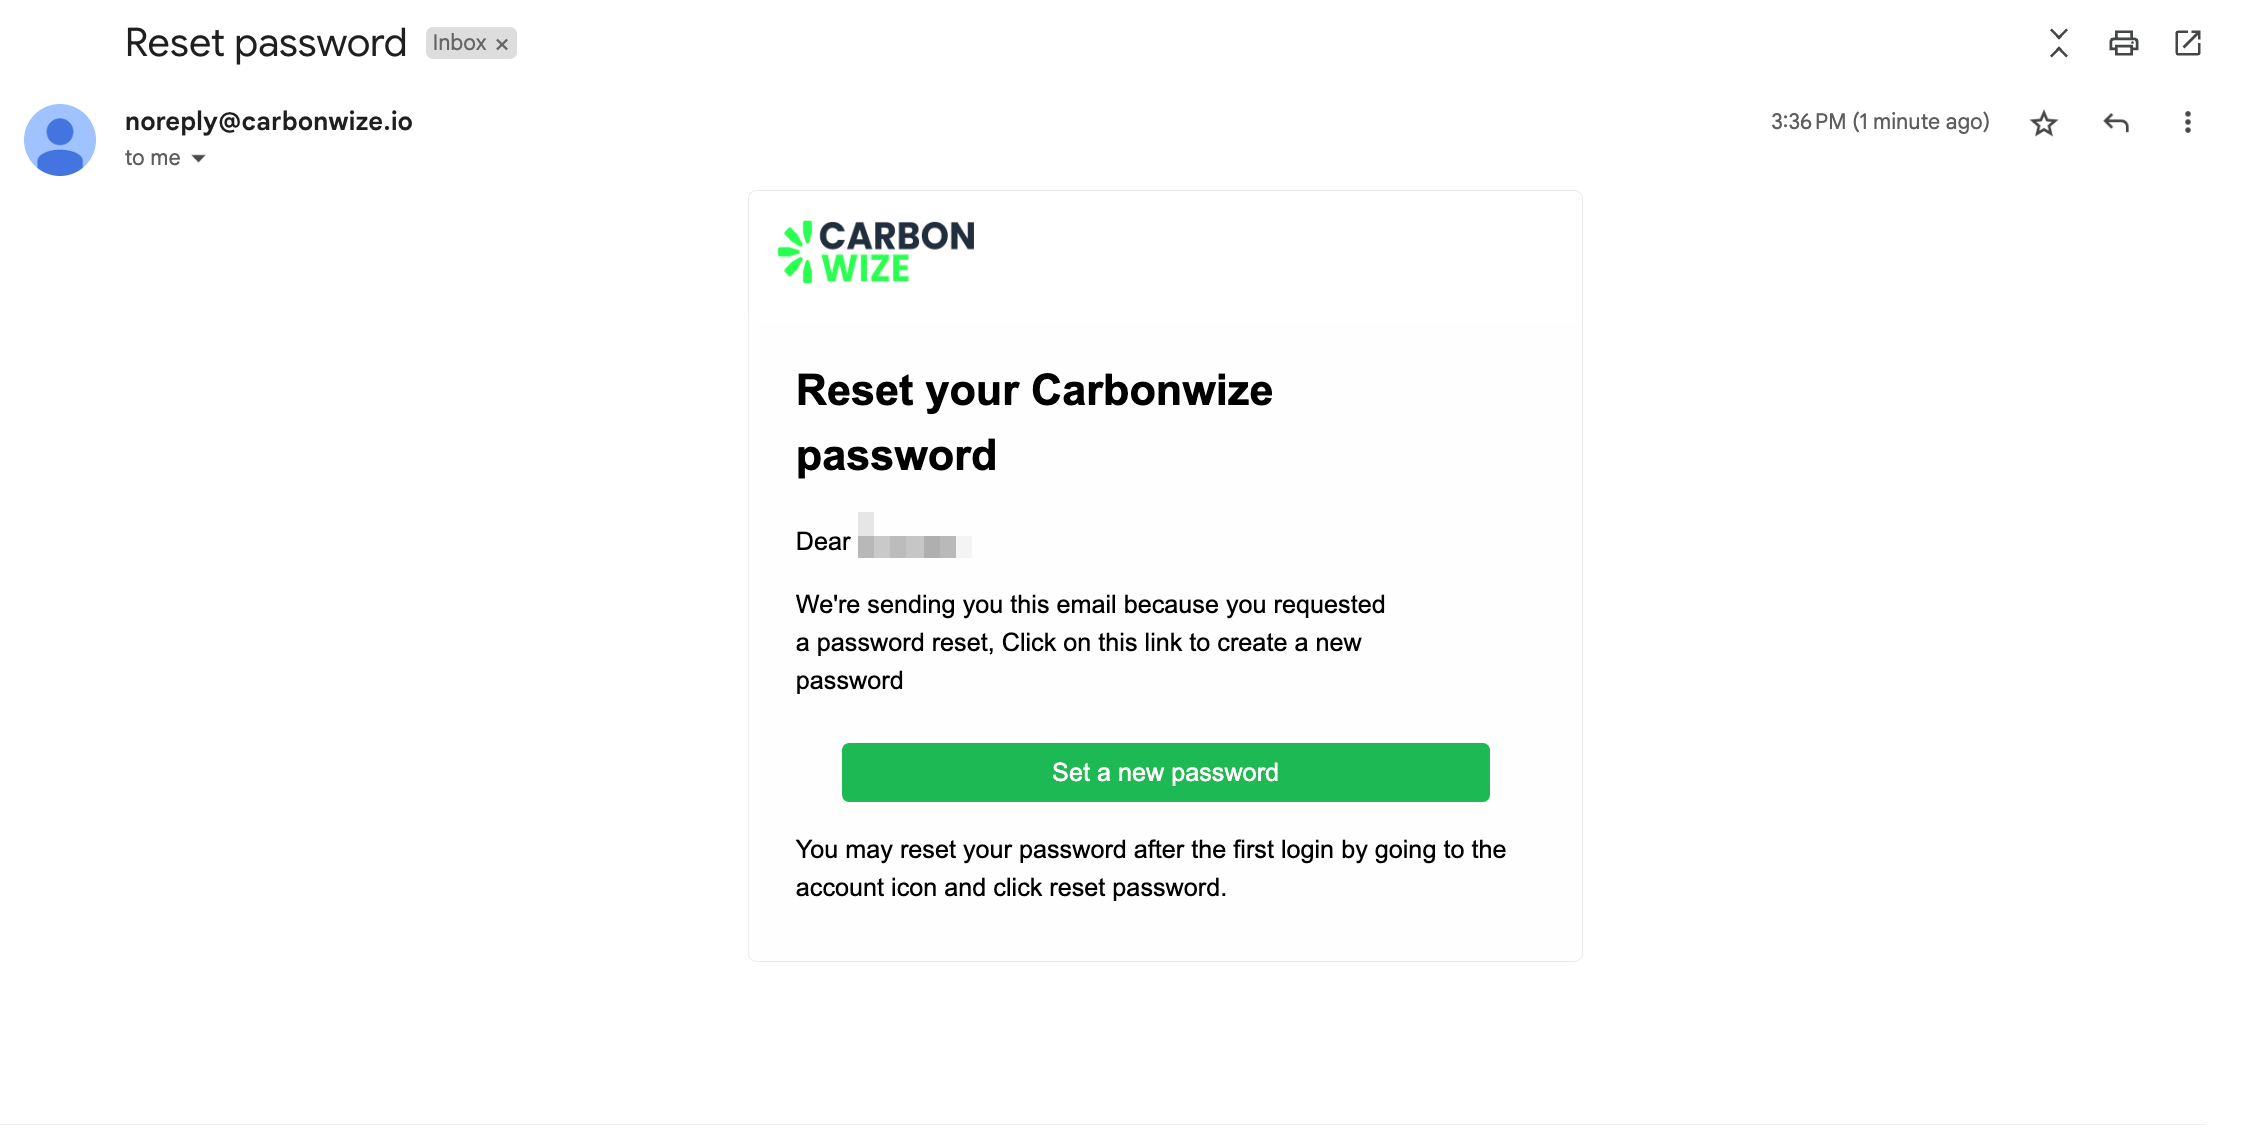 Reset password Inbox ×
noreply@carbonwize.io 3:36 PM (1 minute ago)
to me
CARBON
WIZE
Reset your Carbonwize
password
Dear
We're sending you this email because you requested
a password reset, Click on this link to create a new
password
Set a new password
You may reset your password after the first login by going to the
account icon and click reset password.